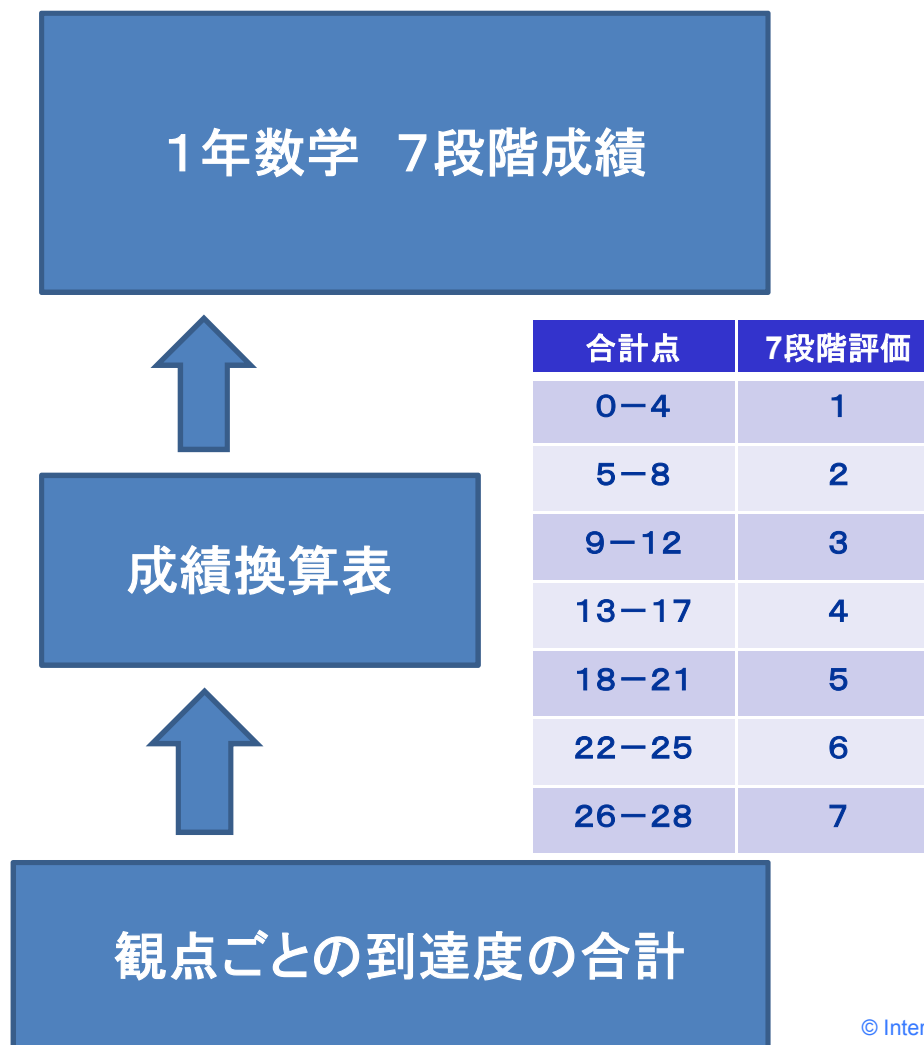 １年数学　７段階成績
合計点 7段階評価
０－４ １
５－８ ２
９－１２ ３
１３－１７ ４
１８－２１ ５
２２－２５ ６
２６－２８ ７
成績換算表
観点ごとの到達度の合計
© Inter